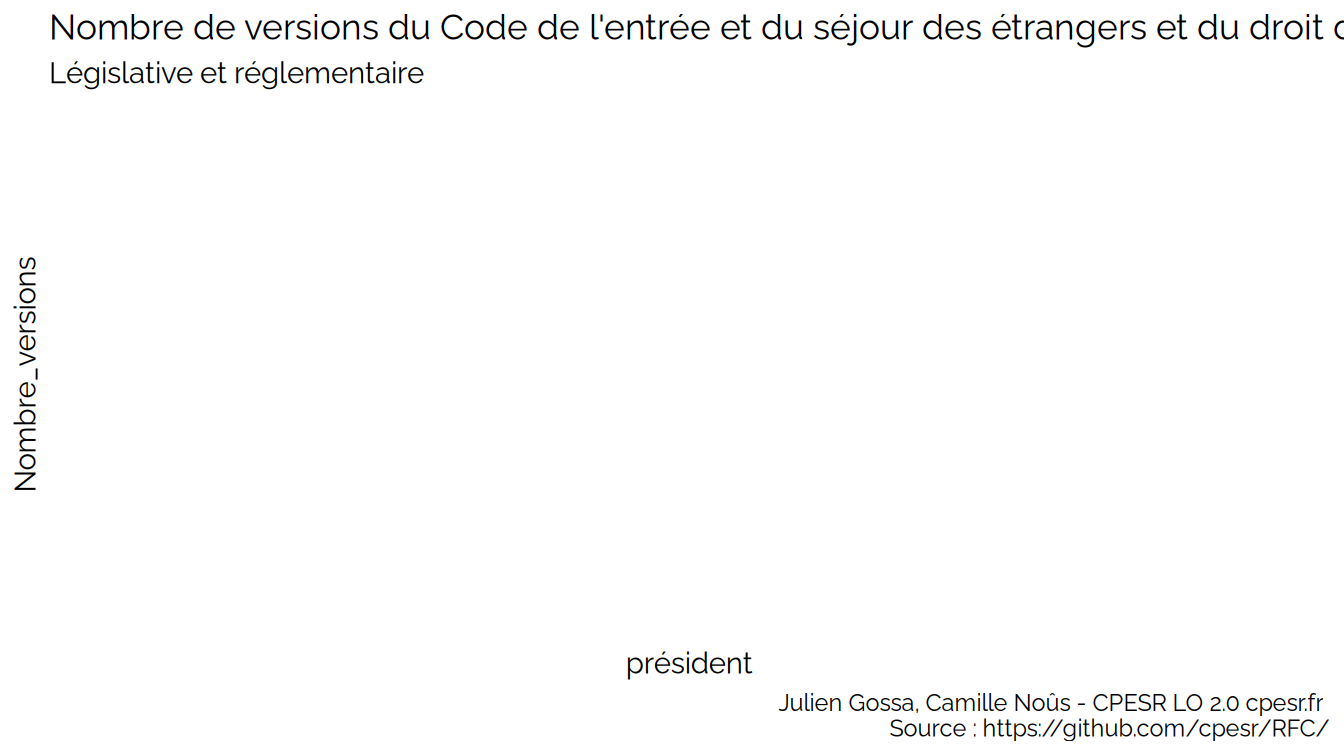 Nombre de versions du Code de l'entrée et du séjour des étrangers et du droit
Législative et réglementaire
Nombre_versions
président
Julien Gossa, Camille Noûs - CPESR LO 2.0 cpesr.fr
Source : https://github.com/cpesr/RFC/